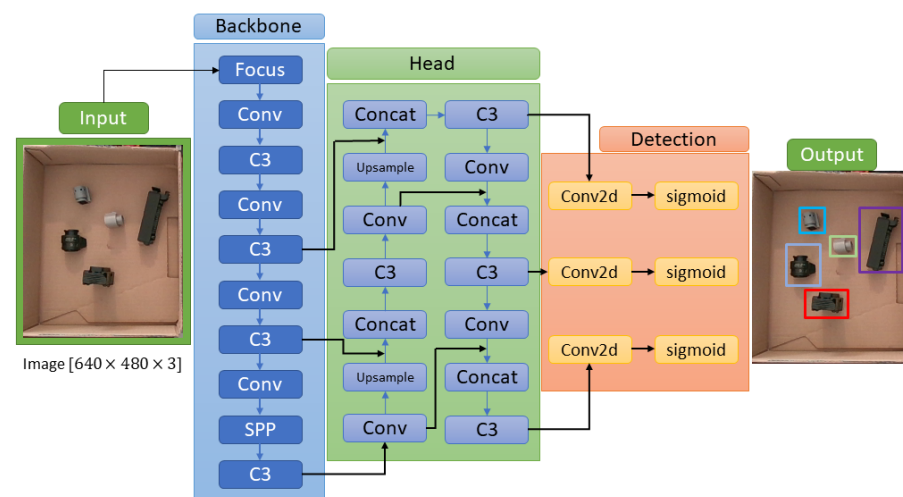 Backbone
Focus
Conv
C3
Conv
C3
Conv
C3
Conv
SPP
C3
Input
Image [640 × 480 × 3]
Head
Concat
Upsample
Conv
C3
Concat
Upsample
Conv
C3
Conv
Concat
C3
Conv
Concat
C3
Detection
Conv2d
sigmoid
Conv2d
sigmoid
Conv2d
sigmoid
Output